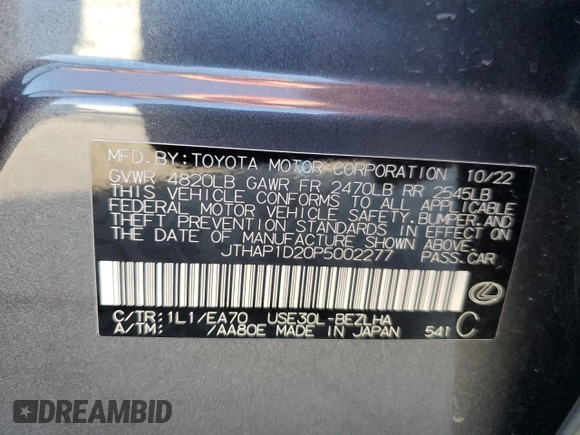 MFD.BY:TOYOTA MOTOR CORPORATION 10/22
GVWR 4820LB GAWR FR 2470LB RR 2545LB
THIS VEHICLE CONFORMS TO ALL APPLICABLE
FEDERAL MOTOR VEHICLE SAFETY,BUMPER,AND
THEFT PREVENTION STANDARDS IN EFFECT ON
THE DATE OF MANUFACTURE SHOWN ABOVE.
JTHAP1D20P5002277 PASS.CAR
C/TR:1L1/EA70 USE30L-BEZLHA
A/TM: /AA80E MADE IN JAPAN 541 C
DREAMBID